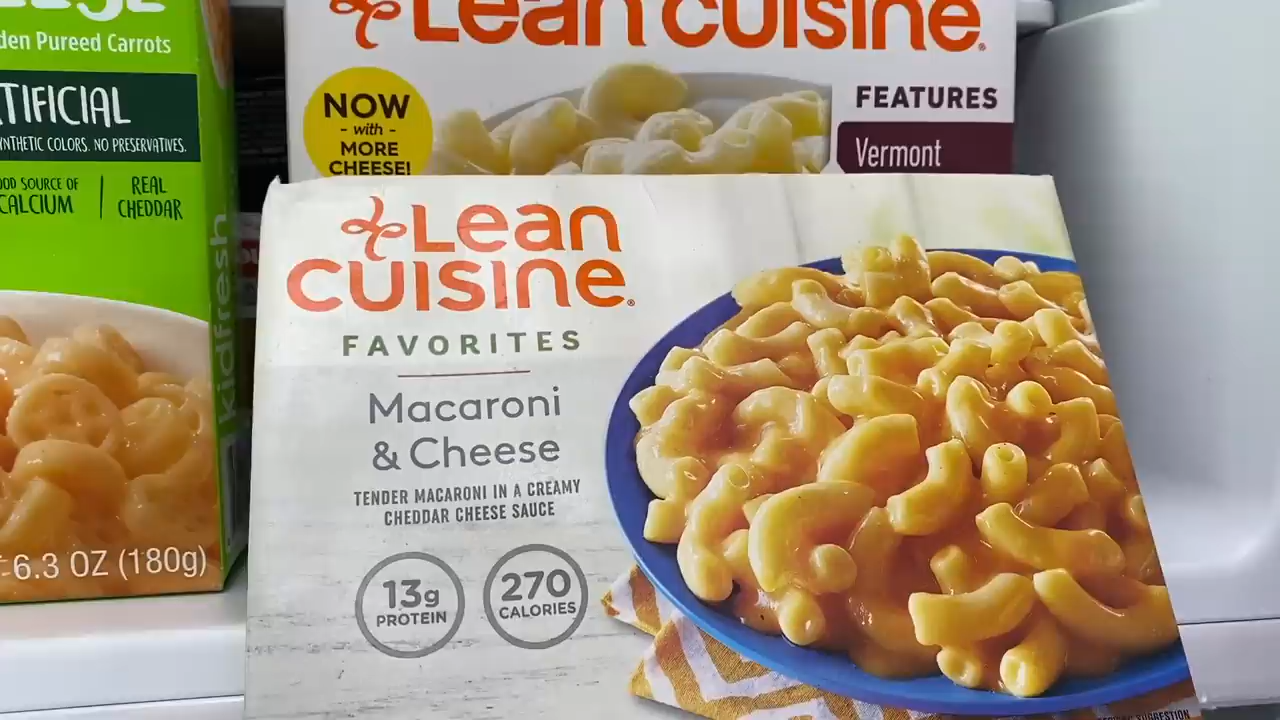 den Pureed Carrots
TIFICIAL
YNTHETIC COLORS. NO PRESERVATIVES.
OOD SOURCE OF
CALCIUM
REAL
CHEDDAR
kidfresh
6.3 OZ (180g)
Lean Cuisine
NOW
- with -
MORE
CHEESE!
FEATURES
Vermont
Lean
CUISINE
FAVORITES
Macaroni
& Cheese
TENDER MACARONI IN A CREAMY
CHEDDAR CHEESE SAUCE
13g
PROTEIN
270
CALORIES
SUGGESTION